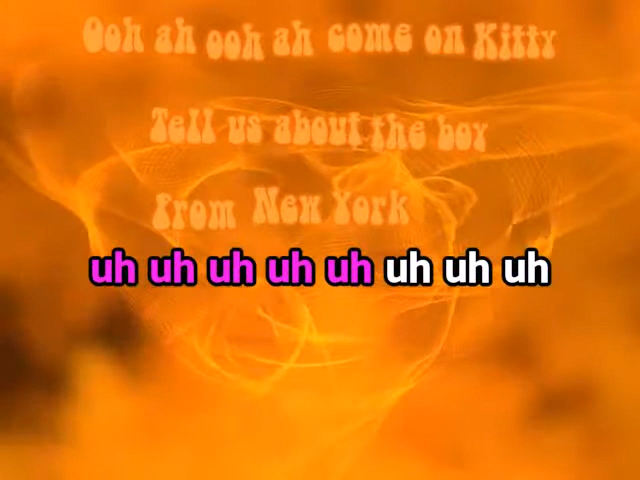 Ooh ah ooh ah come on Kitty
Tell us about the boy
from New York
uh uh uh uh uh uh uh uh